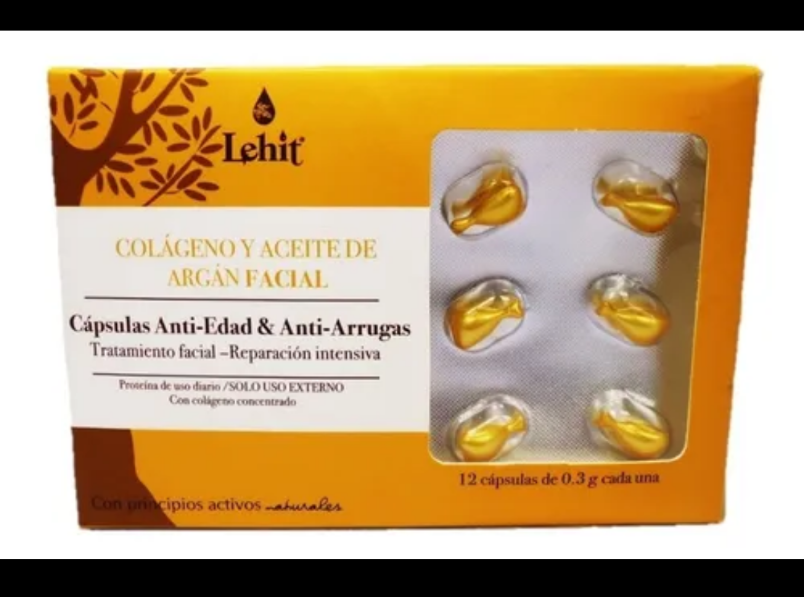 Lehit
COLÁGENO Y ACEITE DE
ARGÁN FACIAL
Cápsulas Anti-Edad & Anti-Arrugas
Tratamiento facial –Reparación intensiva
Proteína de uso diario /SOLO USO EXTERNO
Con colágeno concentrado
12 cápsulas de 0.3 g cada una
Con principios activos naturales